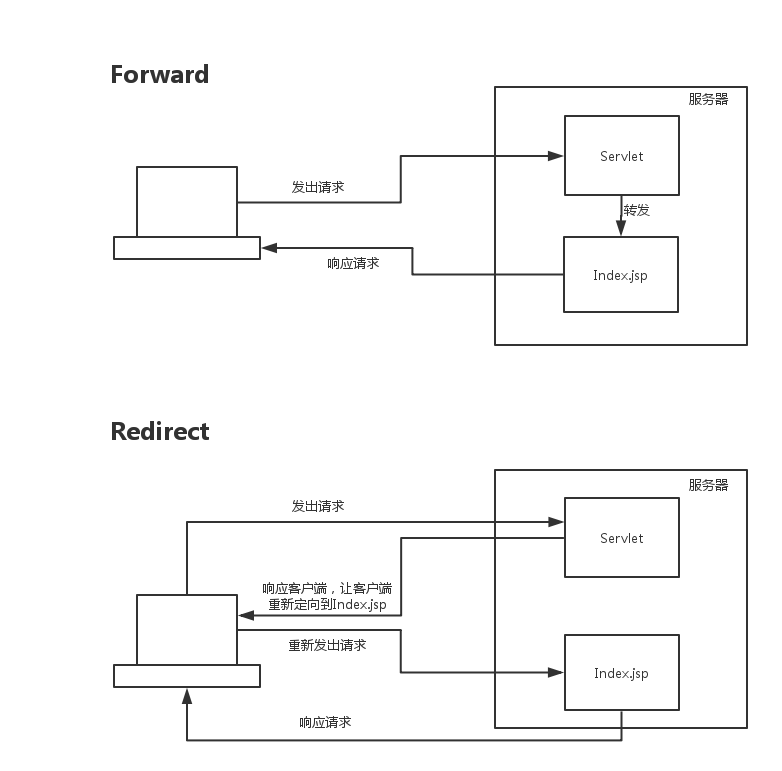 Forward
服务器
Servlet
发出请求
转发
响应请求
Index.jsp
Redirect
服务器
发出请求
Servlet
响应客户端，让客户端
重新定向到Index.jsp
重新发出请求
Index.jsp
响应请求